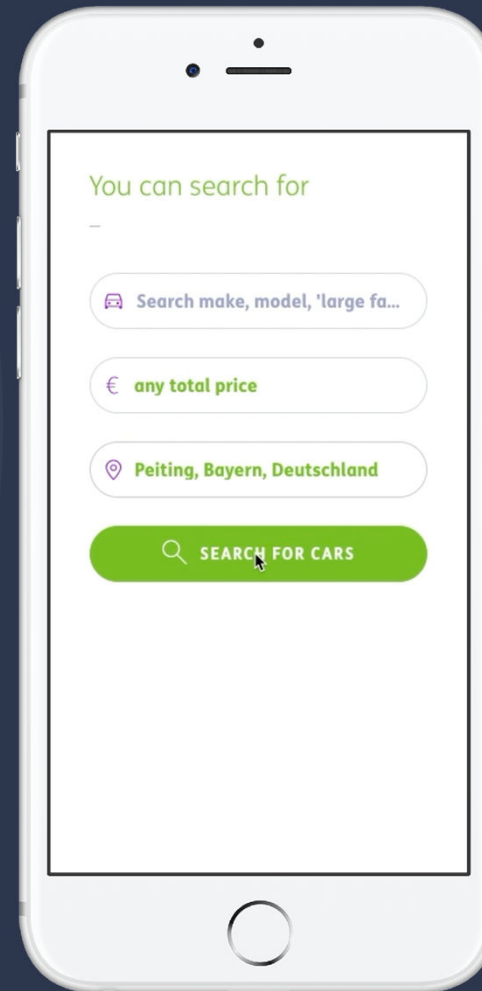 You can search for
_
Search make, model, 'large fa...
€ any total price
Peiting, Bayern, Deutschland
SEARCH FOR CARS